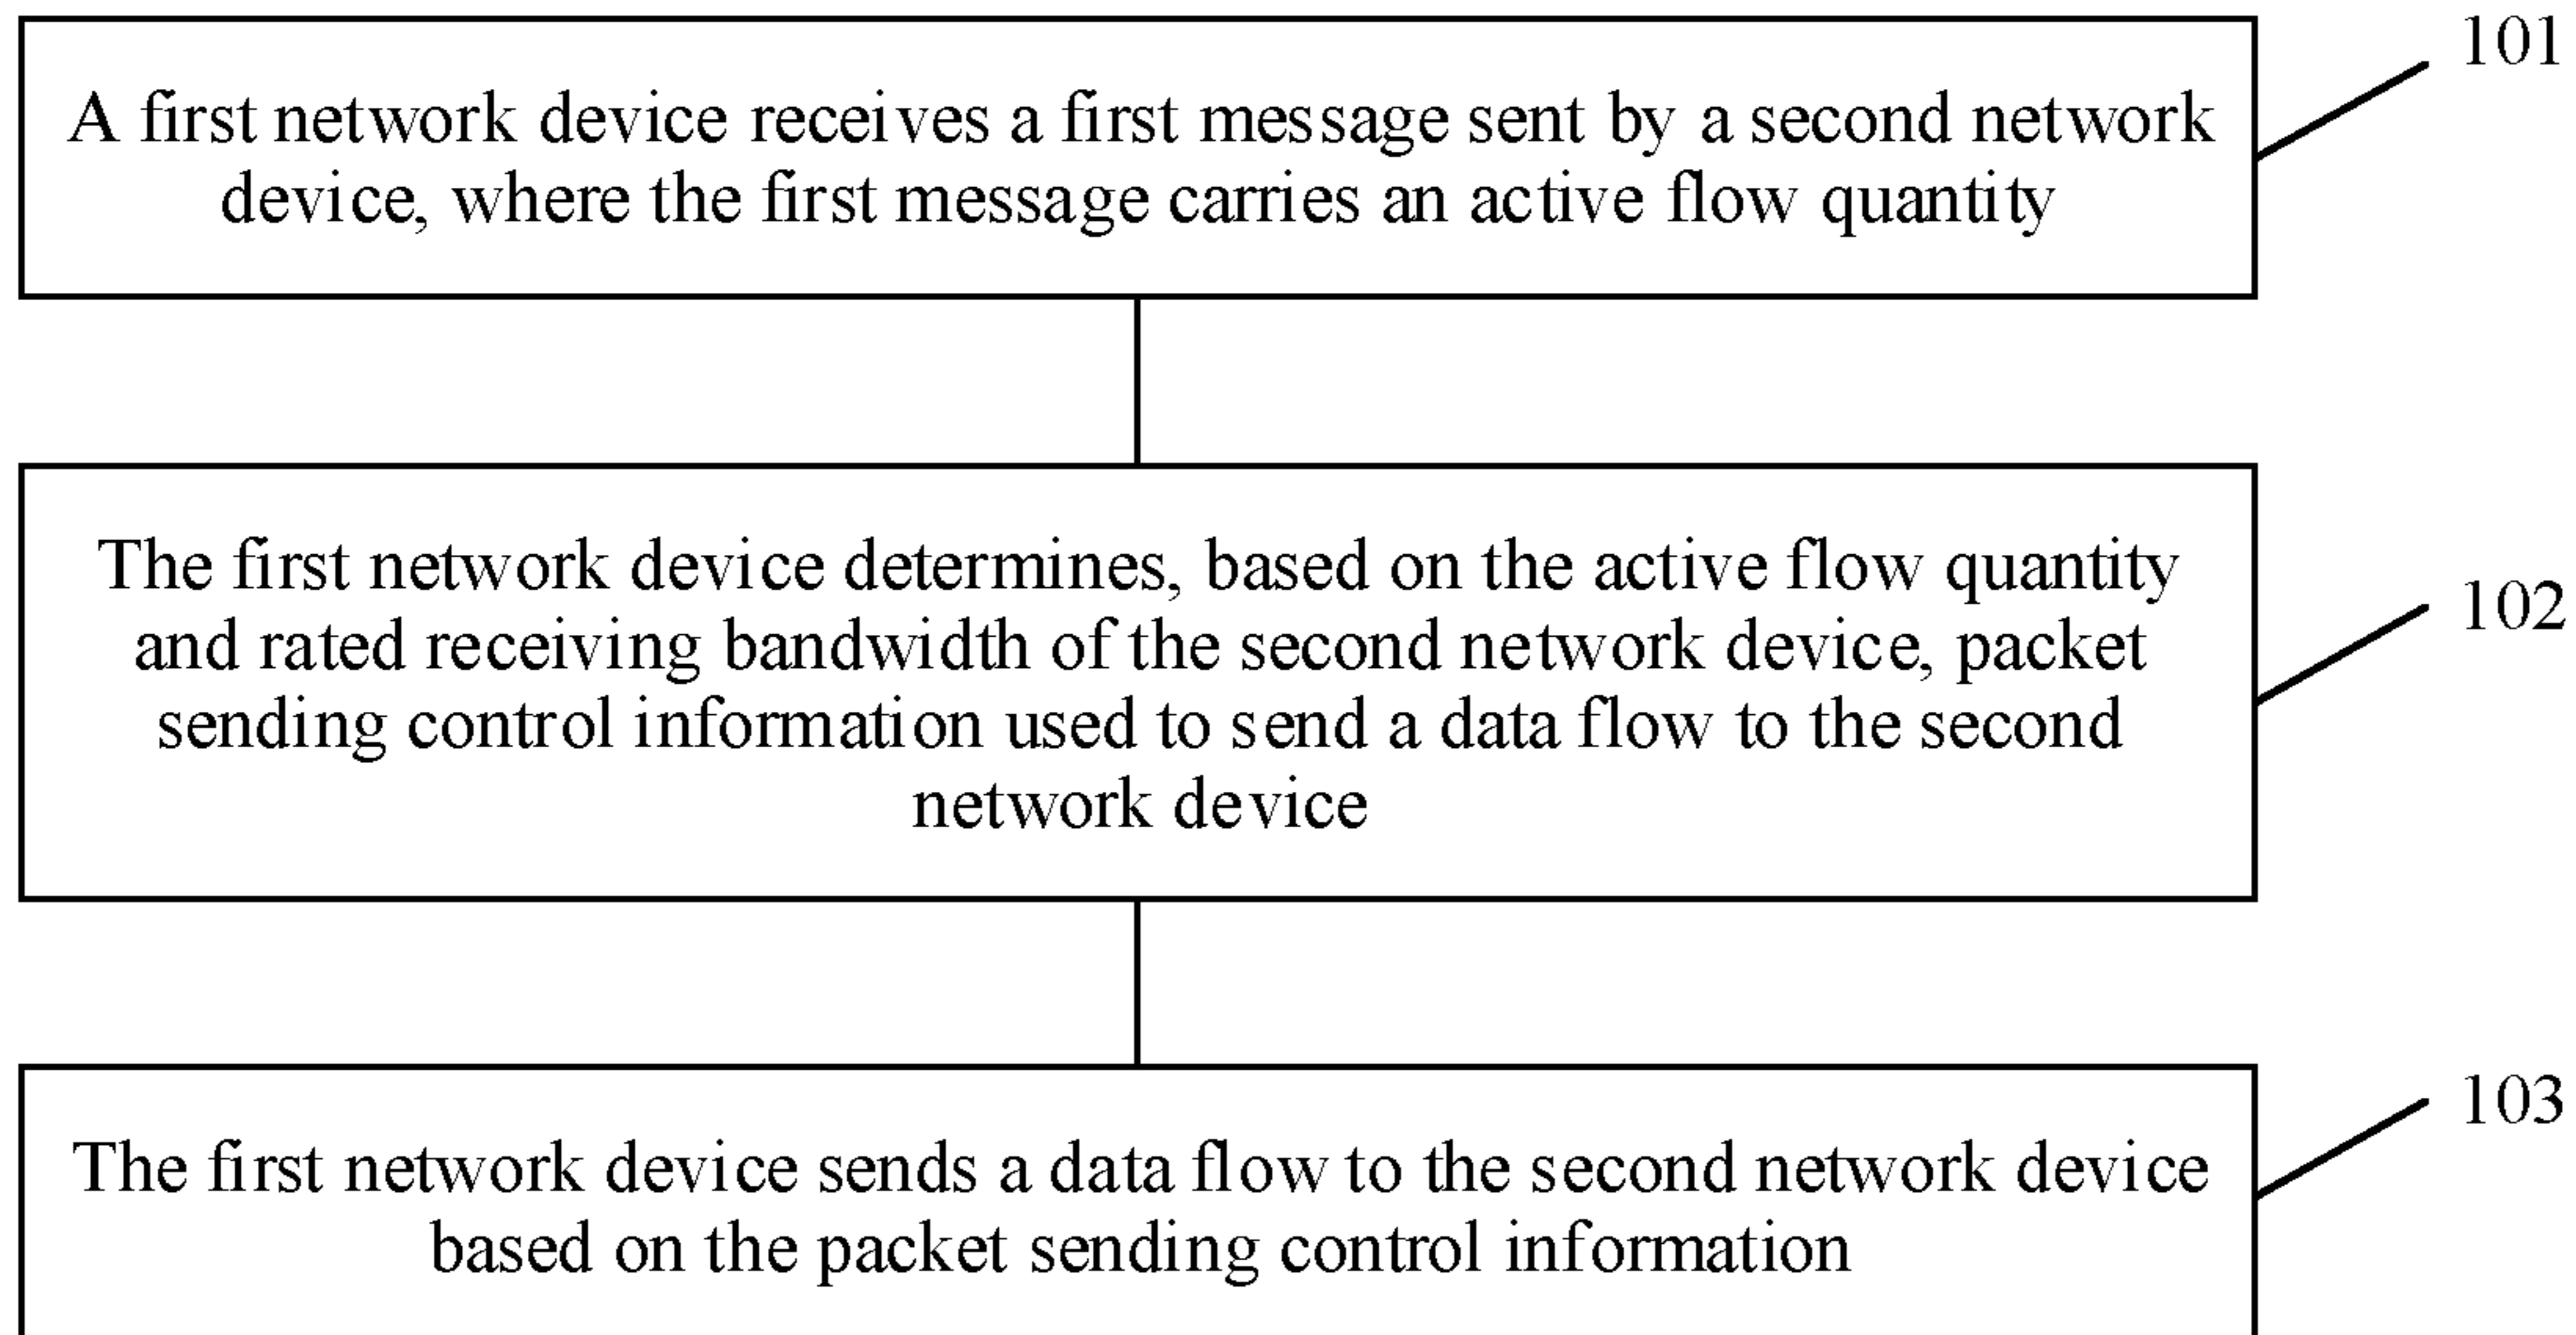 101
A first network device receives a first message sent by a second network
device, where the first message carries an active flow quantity
The first network device determines, based on the active flow quantity
and rated receiving bandwidth of the second network device, packet
102
sending control information used to send a data flow to the second
network device
103
The first network device sends a data flow to the second network device
based on the packet sending control information